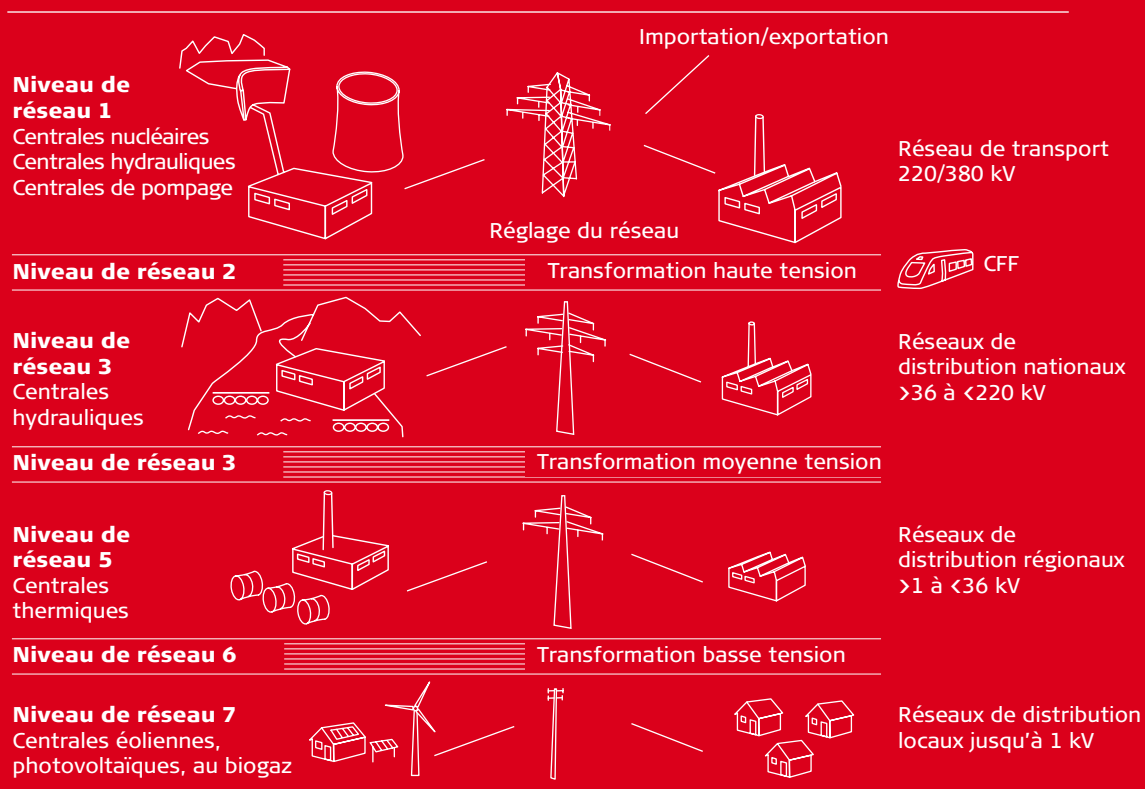 Importation/exportation
Niveau de
réseau 1
Centrales nucléaires
Centrales hydrauliques
Centrales de pompage
Réseau de transport
220/380 kV
Réglage du réseau
Niveau de réseau 2
Transformation haute tension
CFF
Niveau de
réseau 3
Centrales
hydrauliques
Réseaux de
distribution nationaux
>36 à <220 kV
Niveau de réseau 3
Transformation moyenne tension
Niveau de
réseau 5
Centrales
thermiques
Réseaux de
distribution régionaux
>1 à <36 kV
Niveau de réseau 6
Transformation basse tension
Niveau de réseau 7
Centrales éoliennes,
photovoltaïques, au biogaz
Réseaux de distribution
locaux jusqu'à 1 kV